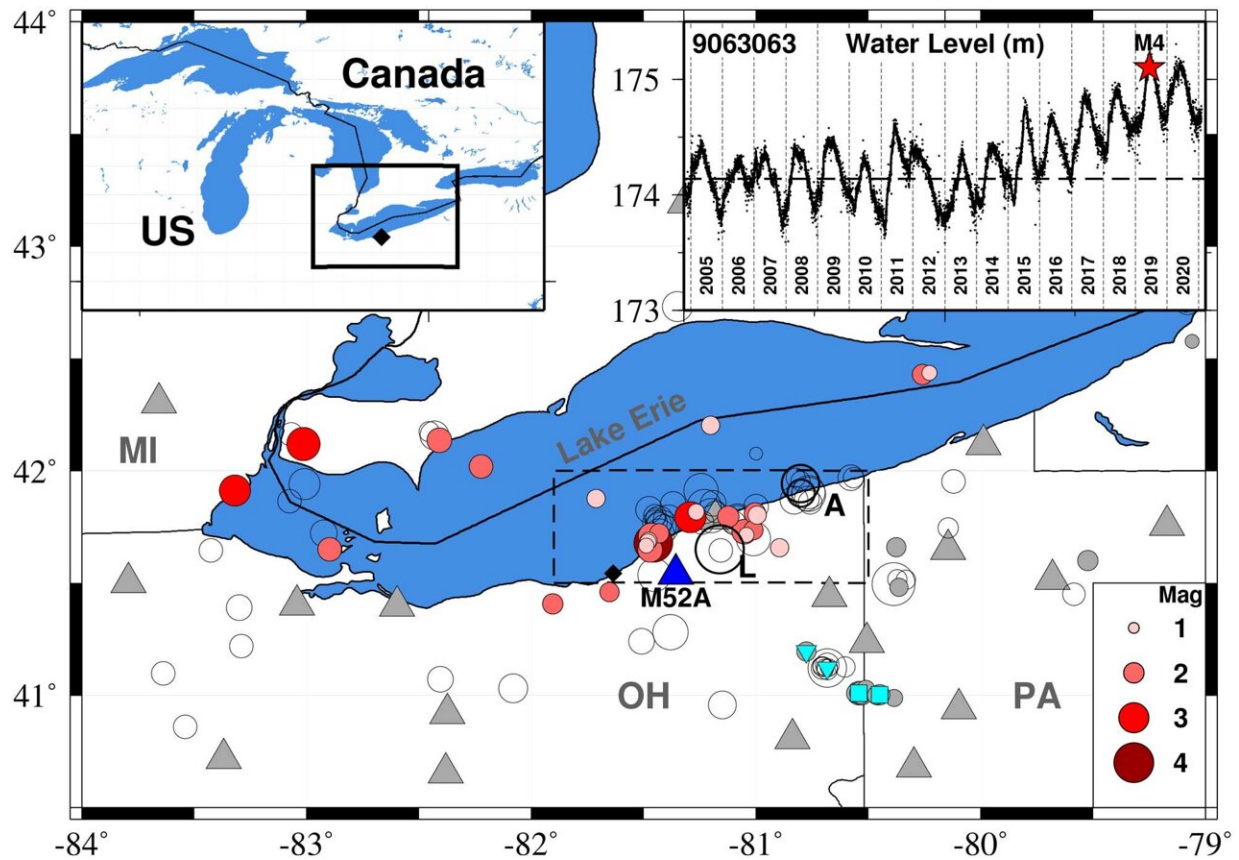 44°
43°
42°
41°
Canada
US
9063063 Water Level (m)
M4
175
174
173
2005 2006 2007 2008 2009 2010 2011 2012 2013 2014 2015 2016 2017 2018 2019 2020
Lake Erie
MI
A
L
M52A
OH
PA
Mag
1
2
3
4
-84° -83° -82° -81° -80° -79°